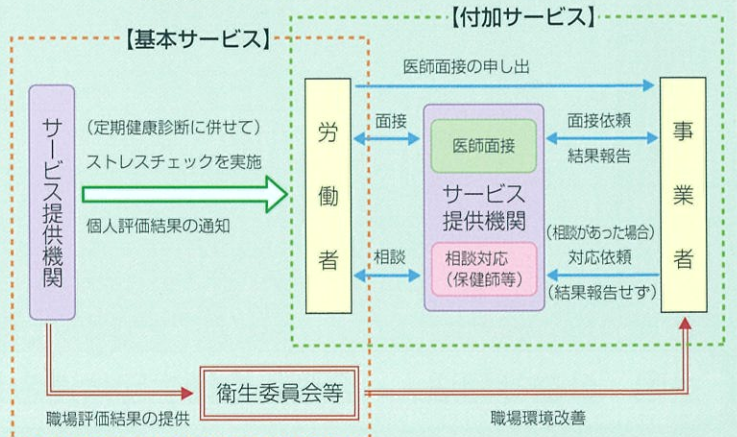 【基本サービス】
【付加サービス】
サービス提供機関
（定期健康診断に併せて）
ストレスチェックを実施
個人評価結果の通知
労働者
医師面接の申し出
面接
医師面接
面接依頼
結果報告
サービス
提供機関
相談
相談対応
（保健師等）
（相談があった場合）
対応依頼
（結果報告せず）
事業者
衛生委員会等
職場評価結果の提供
職場環境改善